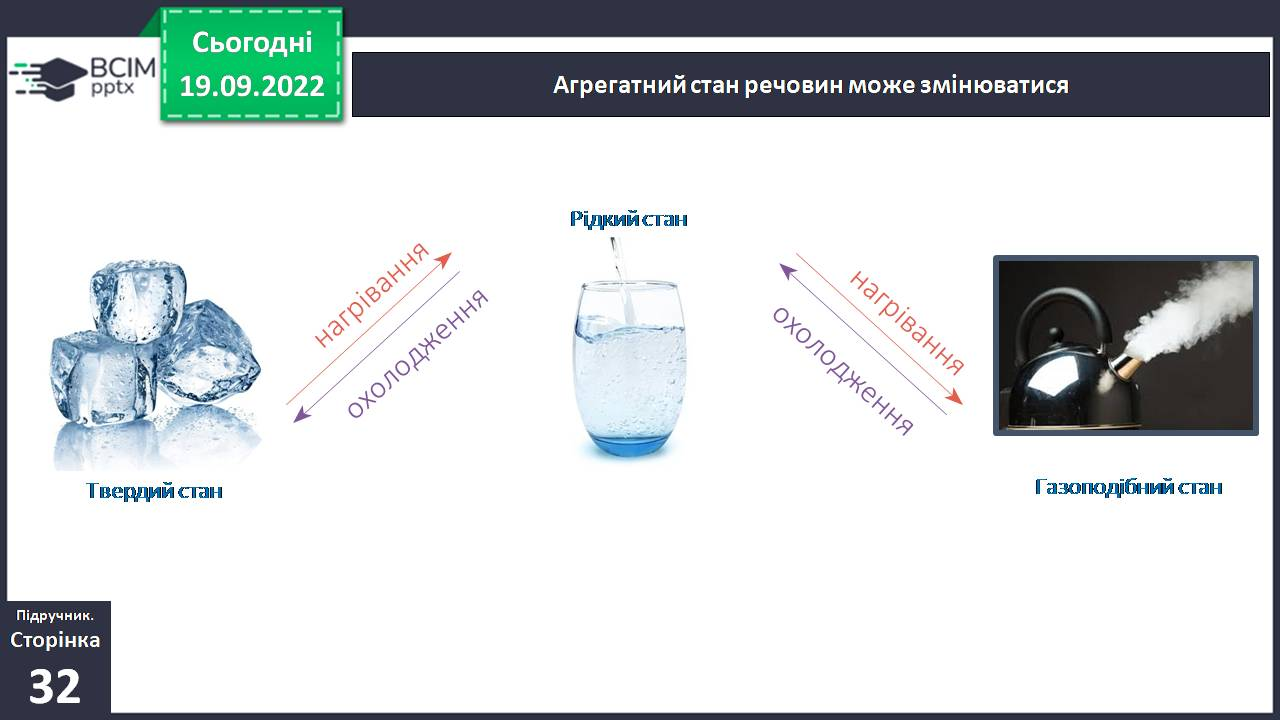 Сьогодні
19.09.2022
BCIM
pptx
Агрегатний стан речовин може змінюватися
Рідкий стан
нагрівання
охолодження
нагрівання
охолодження
Твердий стан
Газоподібний стан
Підручник.
Сторінка
32